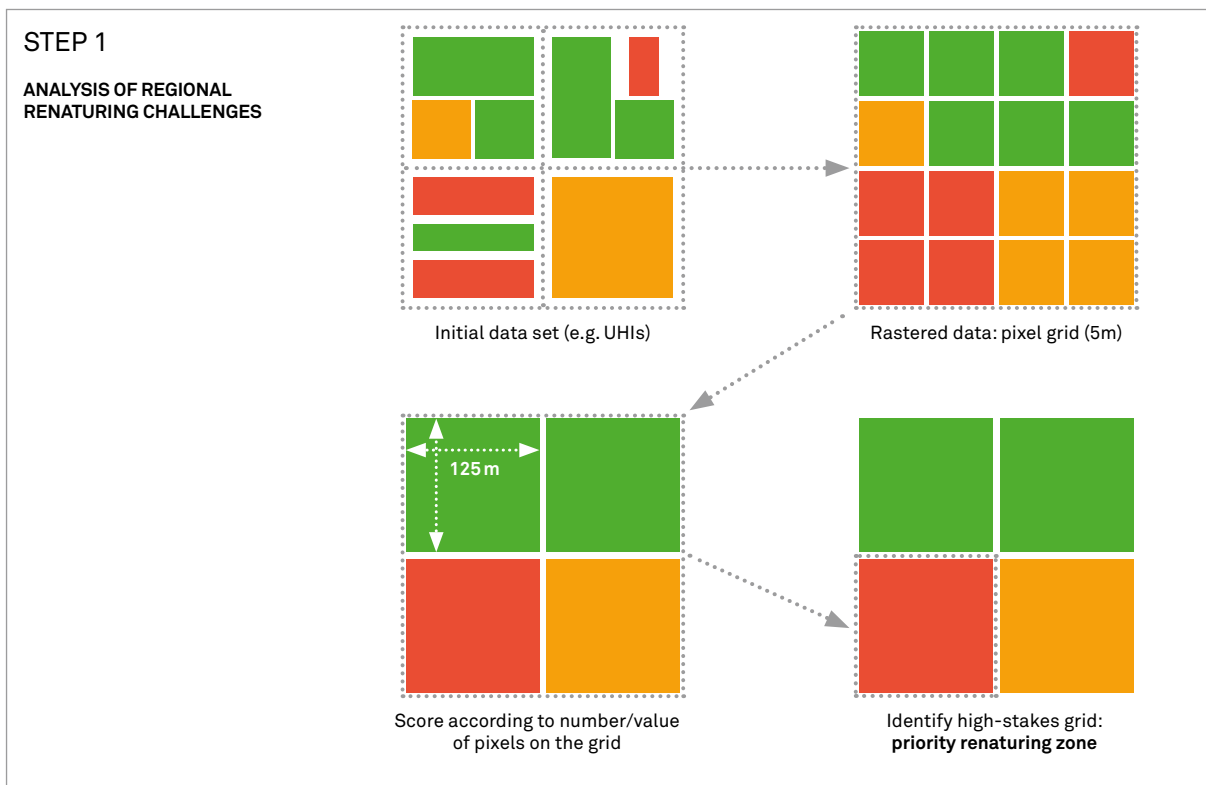 STEP 1
ANALYSIS OF REGIONAL
RENATURING CHALLENGES
Initial data set (e.g. UHIs)
Rastered data: pixel grid (5m)
125 m
Score according to number/value
of pixels on the grid
Identify high-stakes grid:
priority renaturing zone